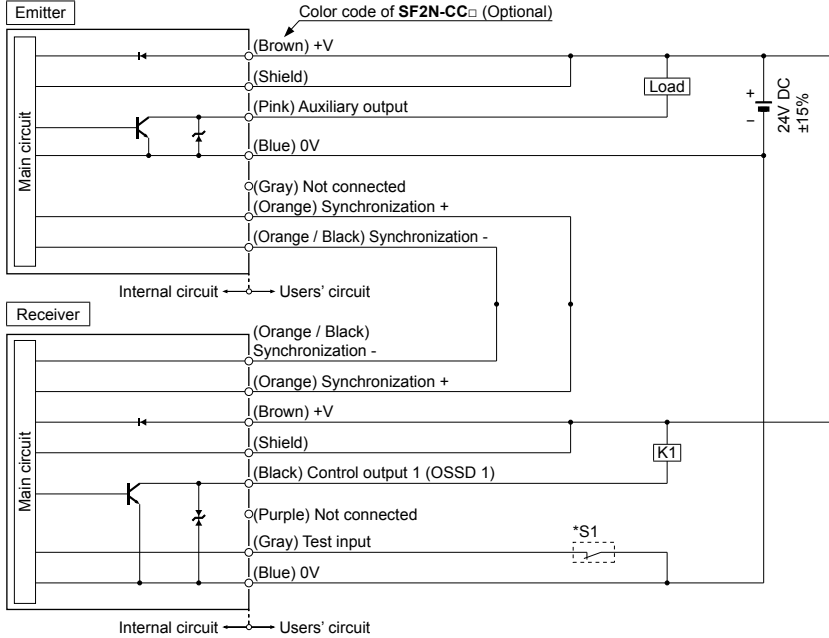 Emitter
Color code of SF2N-CC□ (Optional)
(Brown) +V
(Shield)
Load
(Pink) Auxiliary output
+
−
24V DC
±15%
(Blue) 0V
Main circuit
(Gray) Not connected
(Orange) Synchronization +
(Orange / Black) Synchronization -
Internal circuit
Users' circuit
Receiver
(Orange / Black)
Synchronization -
(Orange) Synchronization +
(Brown) +V
(Shield)
K1
Main circuit
(Black) Control output 1 (OSSD 1)
(Purple) Not connected
*S1
(Gray) Test input
(Blue) 0V
Internal circuit
Users' circuit